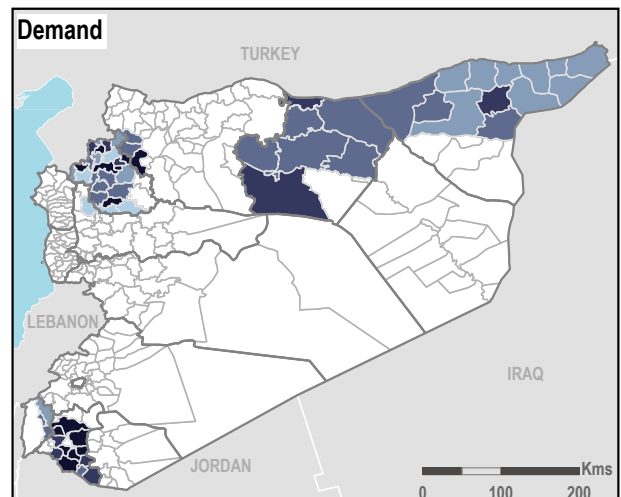 Demand
TURKEY
LEBANON
IRAQ
JORDAN
Kms
0 100 200